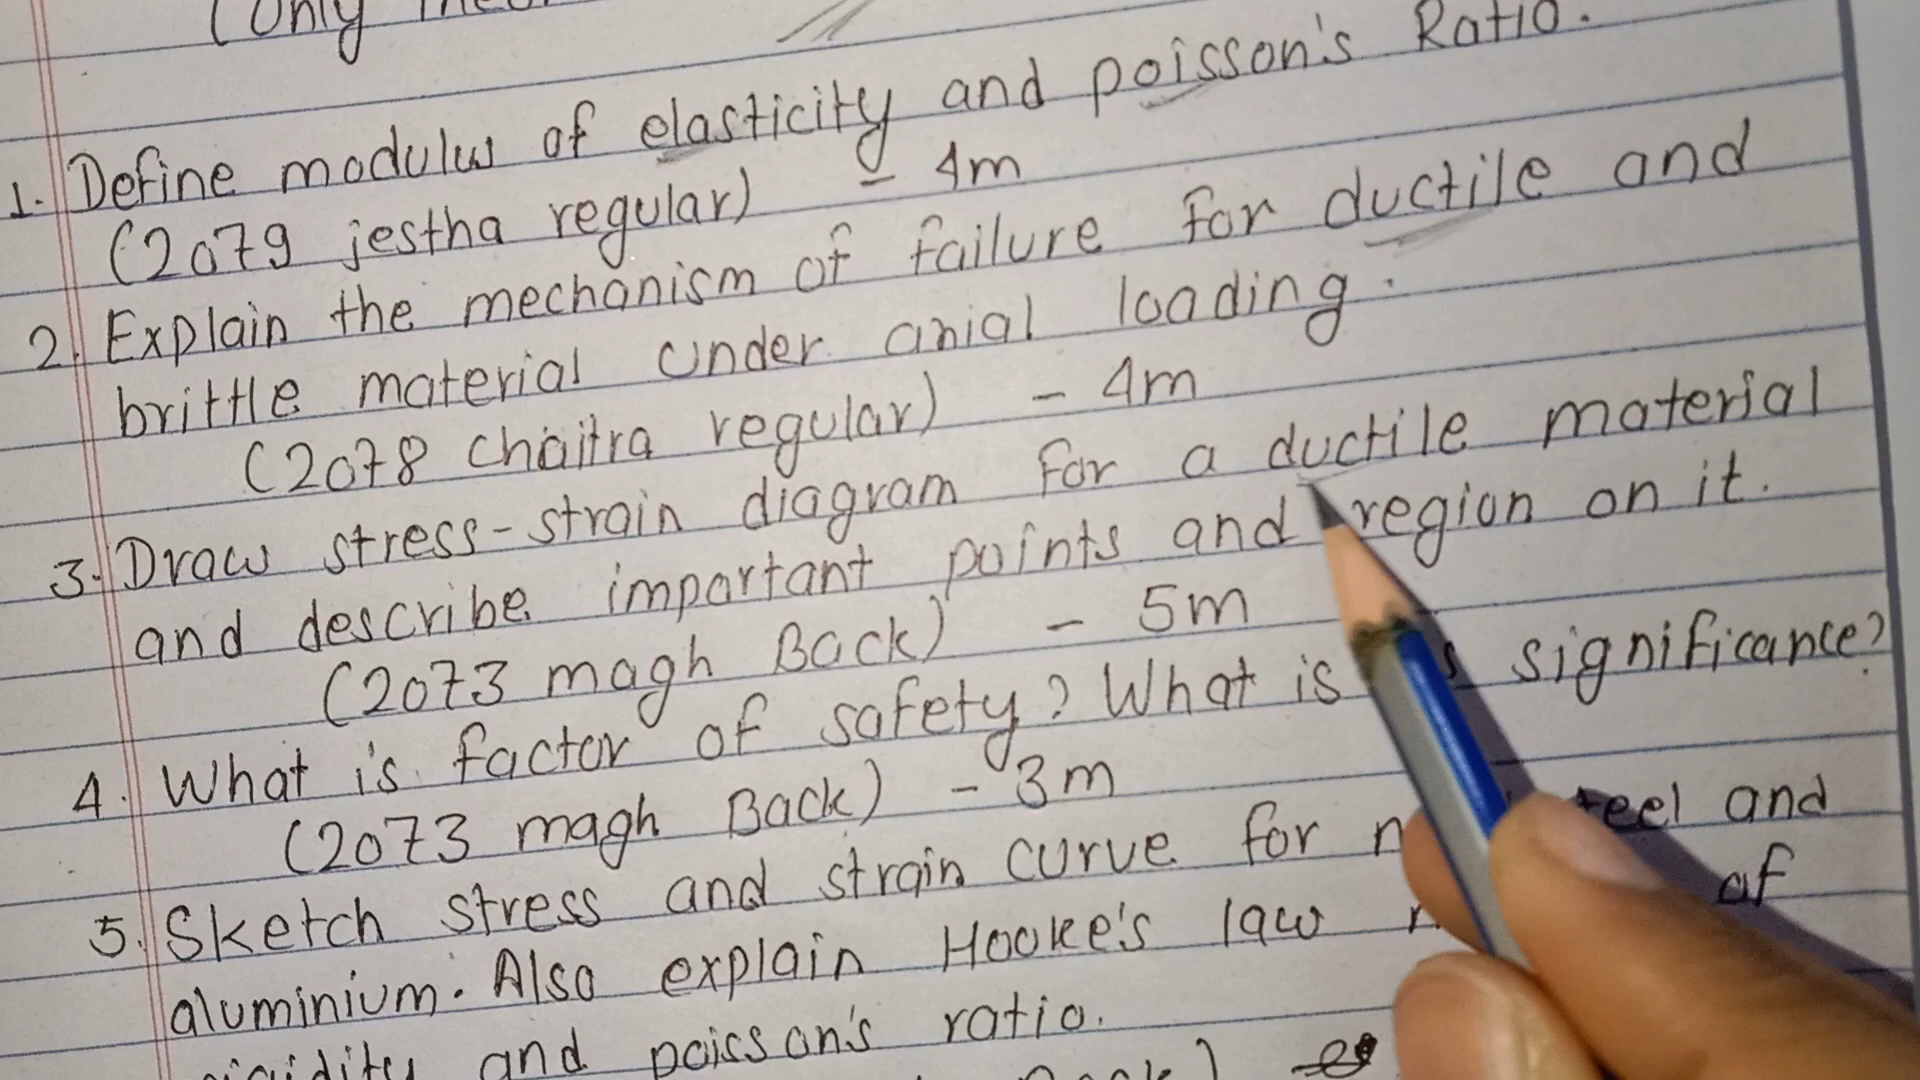 (Only
1. Define modulus of elasticity and poisson's Ratio.
(2079 jestha regular) - 4m
2. Explain the mechanism of failure for ductile and
brittle material under axial loading.
(2078 chaitra regular) - 4m
3. Draw stress-strain diagram for a ductile material
and describe important points and region on it.
(2073 magh Back) - 5m
4. What is factor of safety? What is significance?
(2073 magh Back) - 3m
5. Sketch stress and strain curve for and
aluminium. Also explain Hooke's law of
and poisson's ratio.